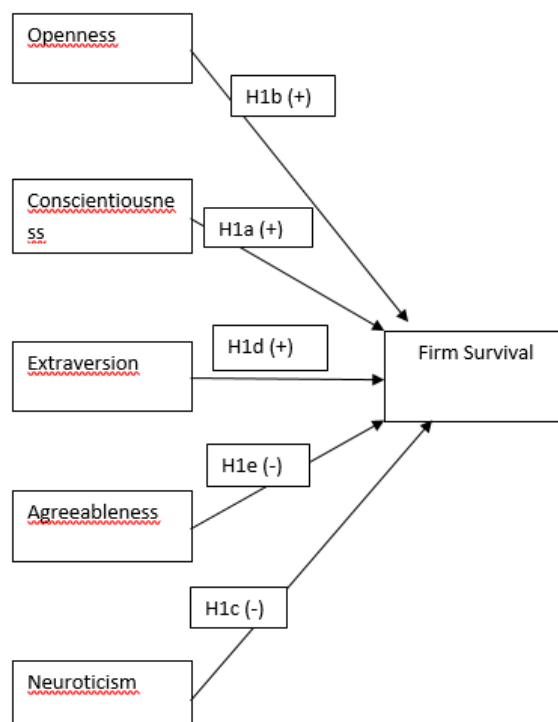 Openness
H1b (+)
Conscientiousne
ss
H1a (+)
H1d (+)
Firm Survival
Extraversion
H1e (-)
Agreeableness
H1c (-)
Neuroticism